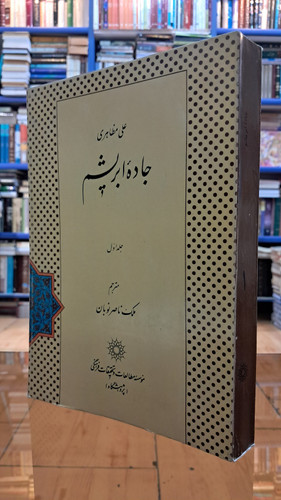 علی مظاهری
جادهٔ ابریشم
جلد اول
مترجم
ملک ناصر نوبان
مؤسسه مطالعات و تحقیقات فرهنگی
(پژوهشگاه)